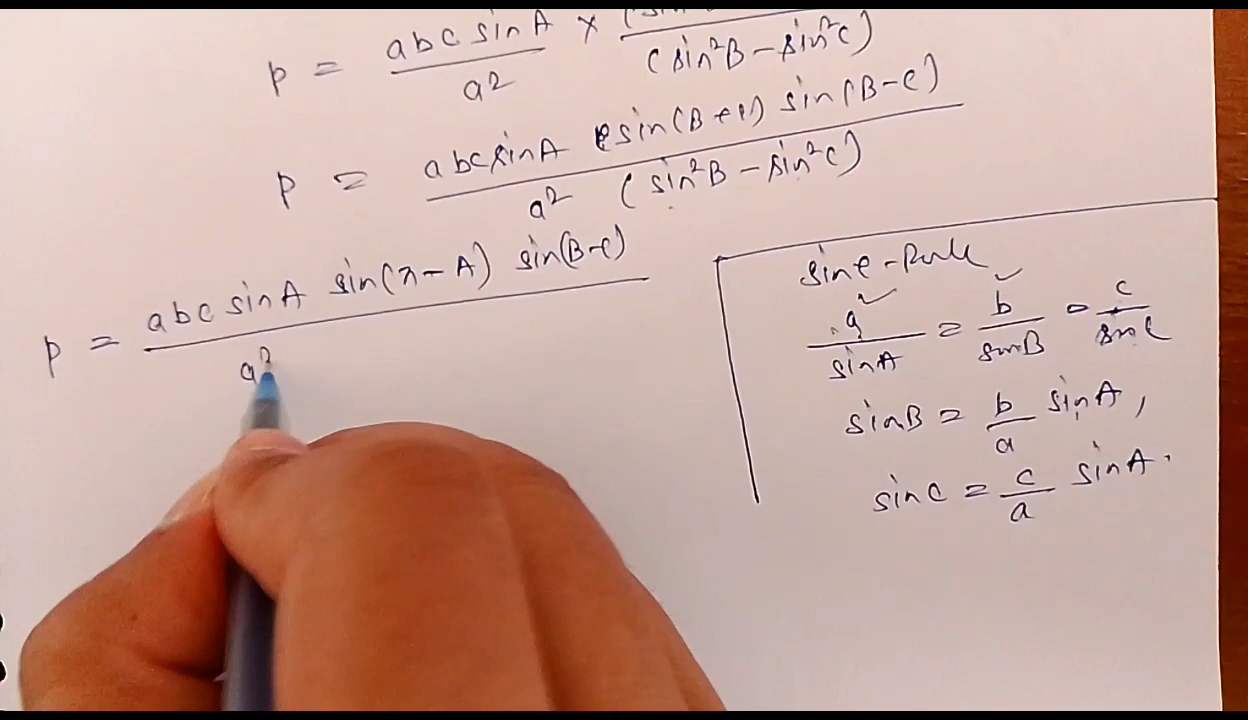 p = abc sinA / a² × (sin / (sin²B - sin²C)
p = abc sinA sin(B+C) sin(B-C) / a² (sin²B - sin²C)
p = abc sinA sin(π-A) sin(B-C) / a²
sine-Rule
a/sinA = b/sinB = c/sinC
sinB = b/a sinA,
sinC = c/a sinA.